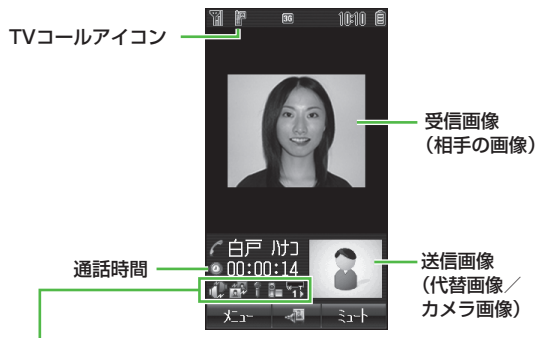 3G 10:10
TVコールアイコン
受信画像
(相手の画像)
白戸 ハナコ
通話時間
00:00:14
送信画像
(代替画像／
カメラ画像)
メニュー
ミュート